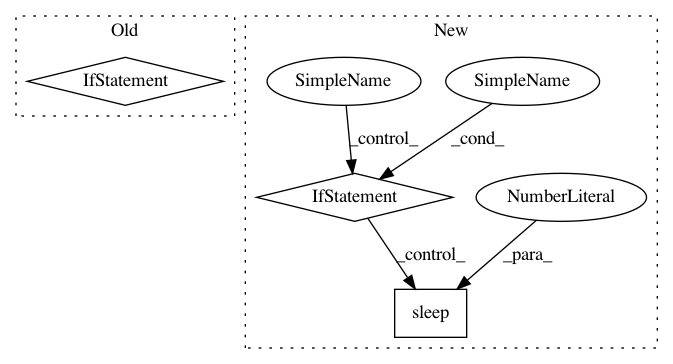 Old
New
IfStatement
SimpleName
SimpleName
_control_
_cond_
IfStatement
NumberLiteral
_control_
_para_
sleep